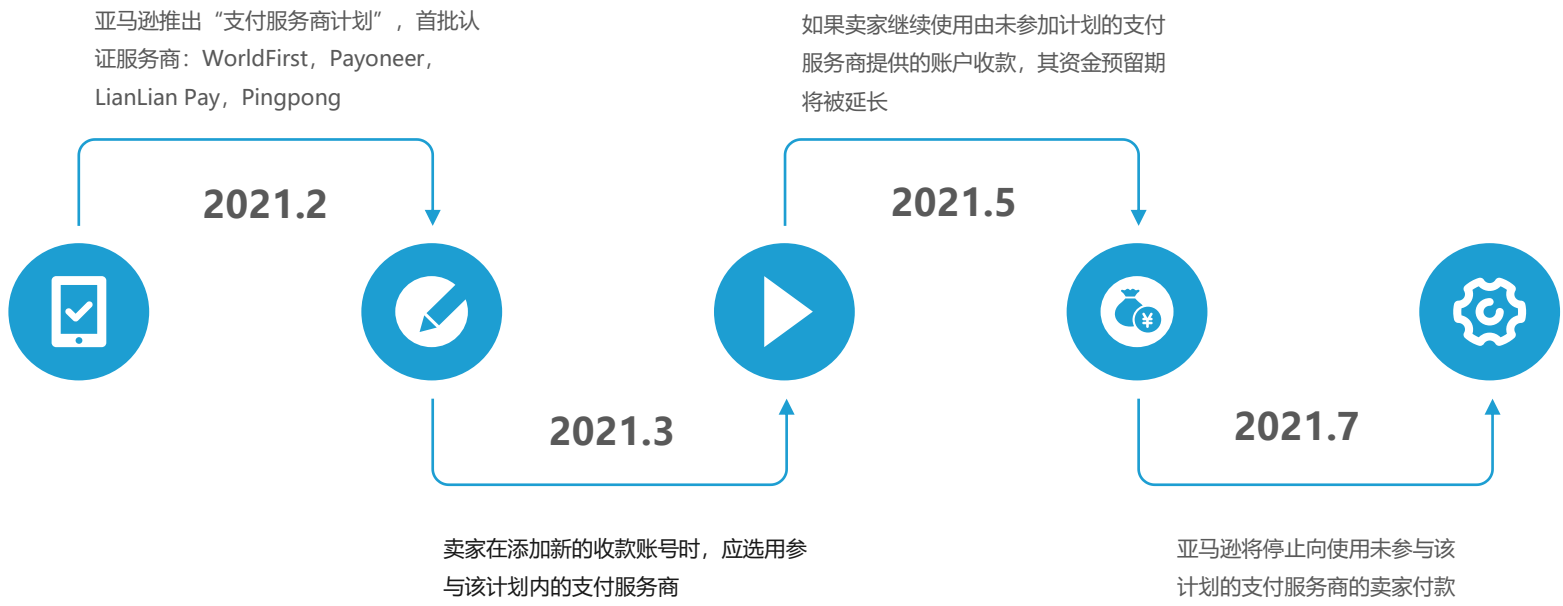 亚马逊推出“支付服务商计划”，首批认
证服务商：WorldFirst，Payoneer，
LianLian Pay，Pingpong
2021.2
卖家在添加新的收款账号时，应选用参
与该计划内的支付服务商
2021.3
如果卖家继续使用由未参加计划的支付
服务商提供的账户收款，其资金预留期
将被延长
2021.5
¥
亚马逊将停止向使用未参与该
计划的支付服务商的卖家付款
2021.7